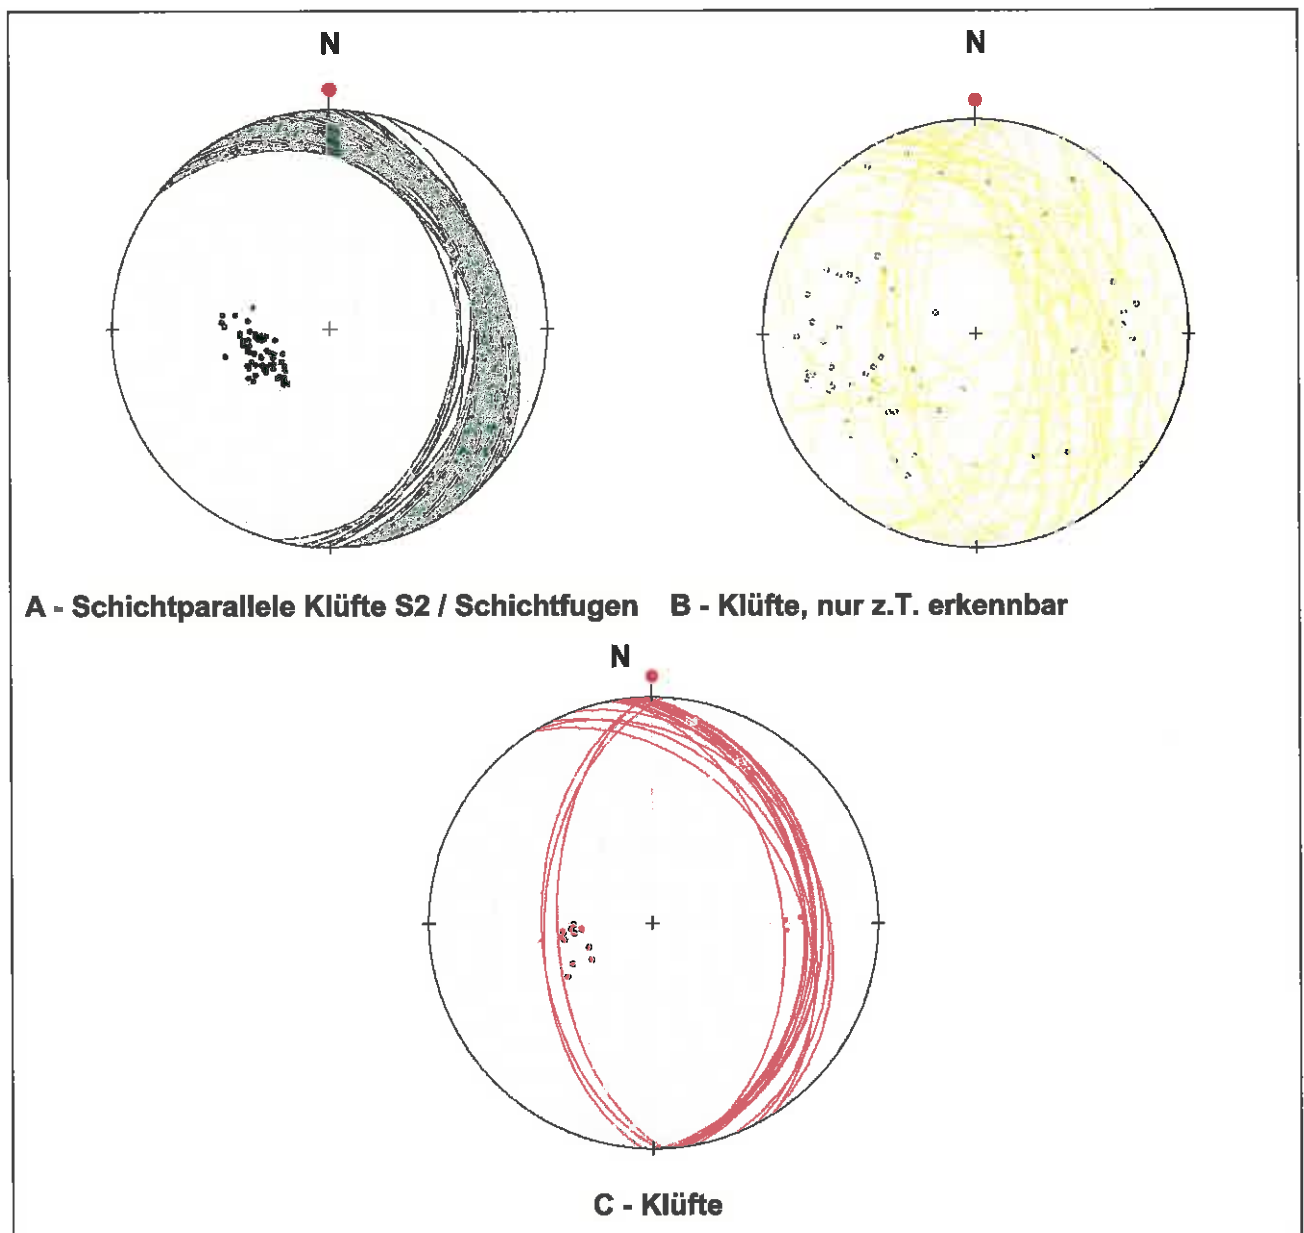 N
N
A - Schichtparallele Klüfte S2 / Schichtfugen
B - Klüfte, nur z.T. erkennbar
N
C - Klüfte